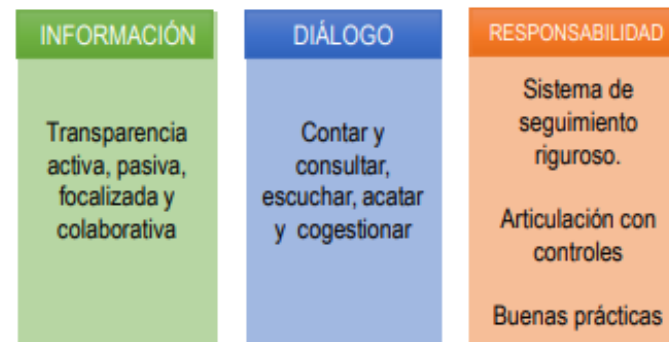 INFORMACIÓN
Transparencia
activa, pasiva,
focalizada y
colaborativa
DIÁLOGO
Contar y
consultar,
escuchar, acatar
y cogestionar
RESPONSABILIDAD
Sistema de
seguimiento
riguroso.
Articulación con
controles
Buenas prácticas